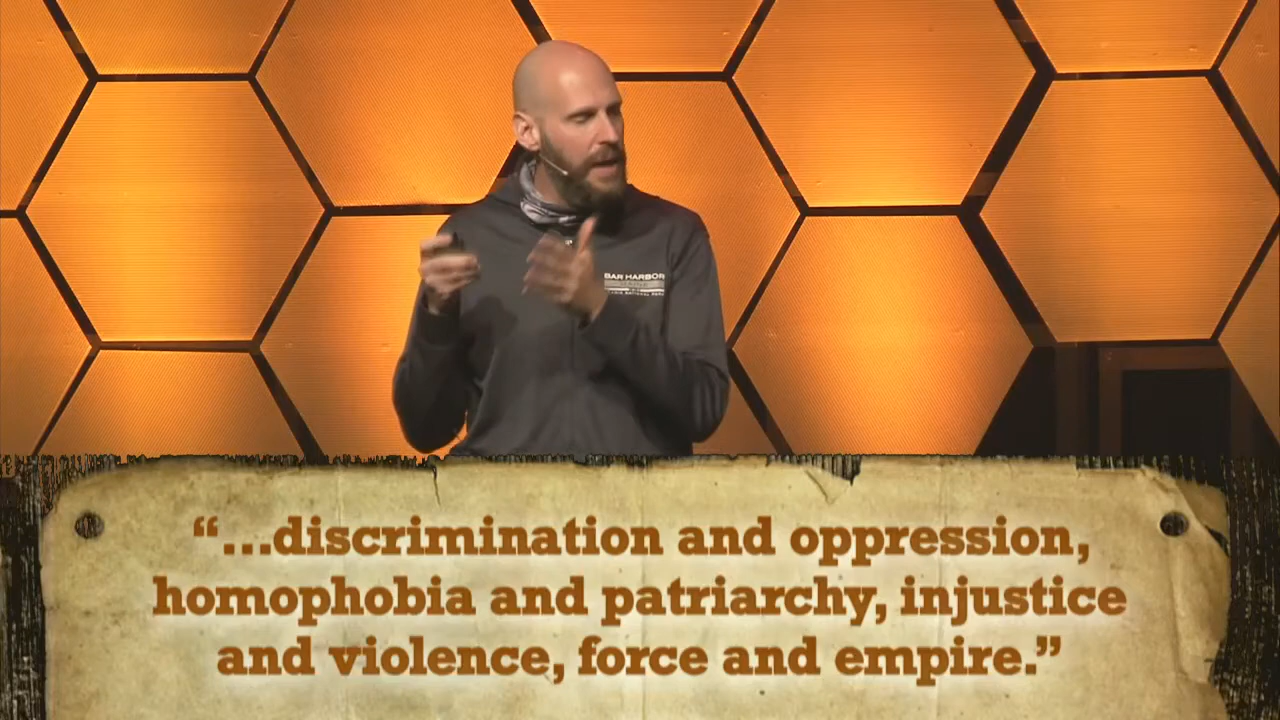 BAR HARBOR
“...discrimination and oppression,
homophobia and patriarchy, injustice
and violence, force and empire.”